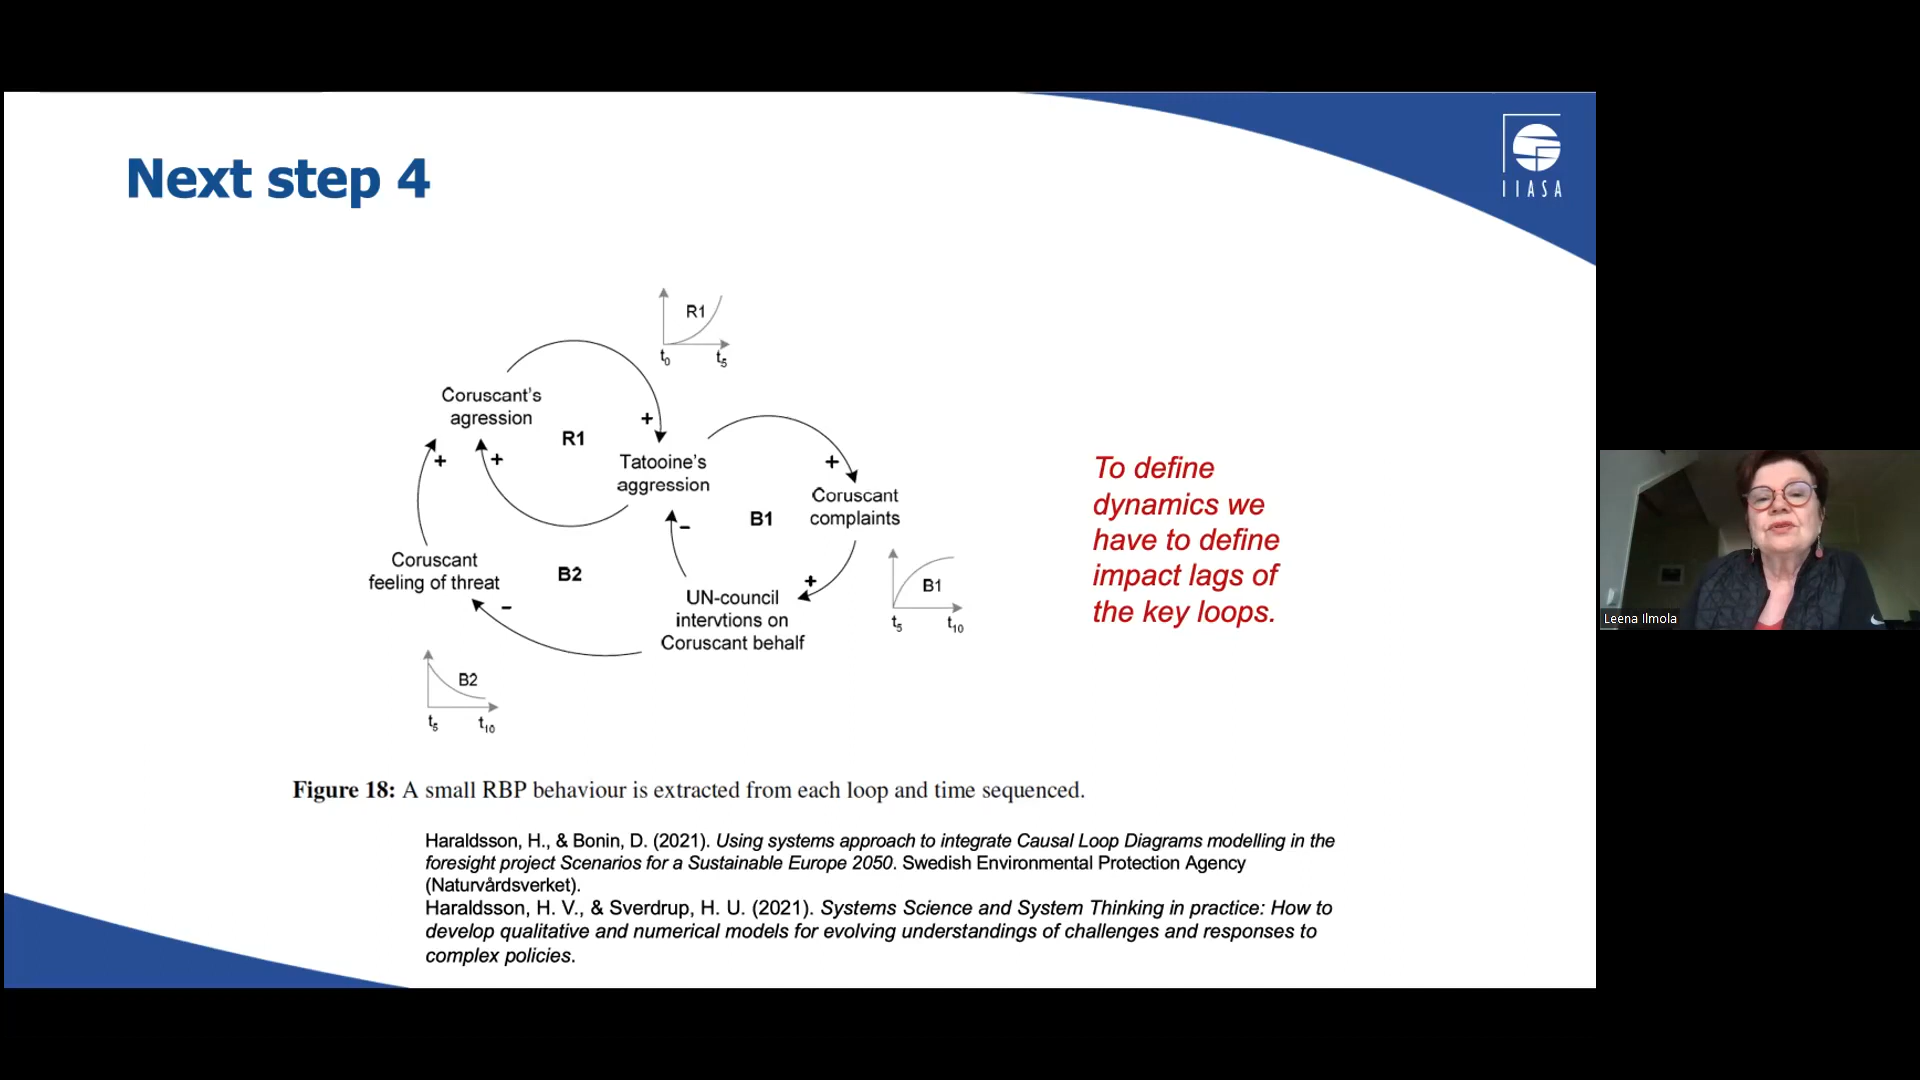 Next step 4
IIASA
R1
t0
t5
Coruscant's
agression
+
R1
+
+
Tatooine's
aggression
+
Coruscant
complaints
B1
-
Coruscant
feeling of threat
B2
-
UN-council
intervtions on
Coruscant behalf
+
B1
t5
t10
B2
t5
t10
To define
dynamics we
have to define
impact lags of
the key loops.
Leena Ilmola
Figure 18: A small RBP behaviour is extracted from each loop and time sequenced.
Haraldsson, H., & Bonin, D. (2021). Using systems approach to integrate Causal Loop Diagrams modelling in the
foresight project Scenarios for a Sustainable Europe 2050. Swedish Environmental Protection Agency
(Naturvårdsverket).
Haraldsson, H. V., & Sverdrup, H. U. (2021). Systems Science and System Thinking in practice: How to
develop qualitative and numerical models for evolving understandings of challenges and responses to
complex policies.